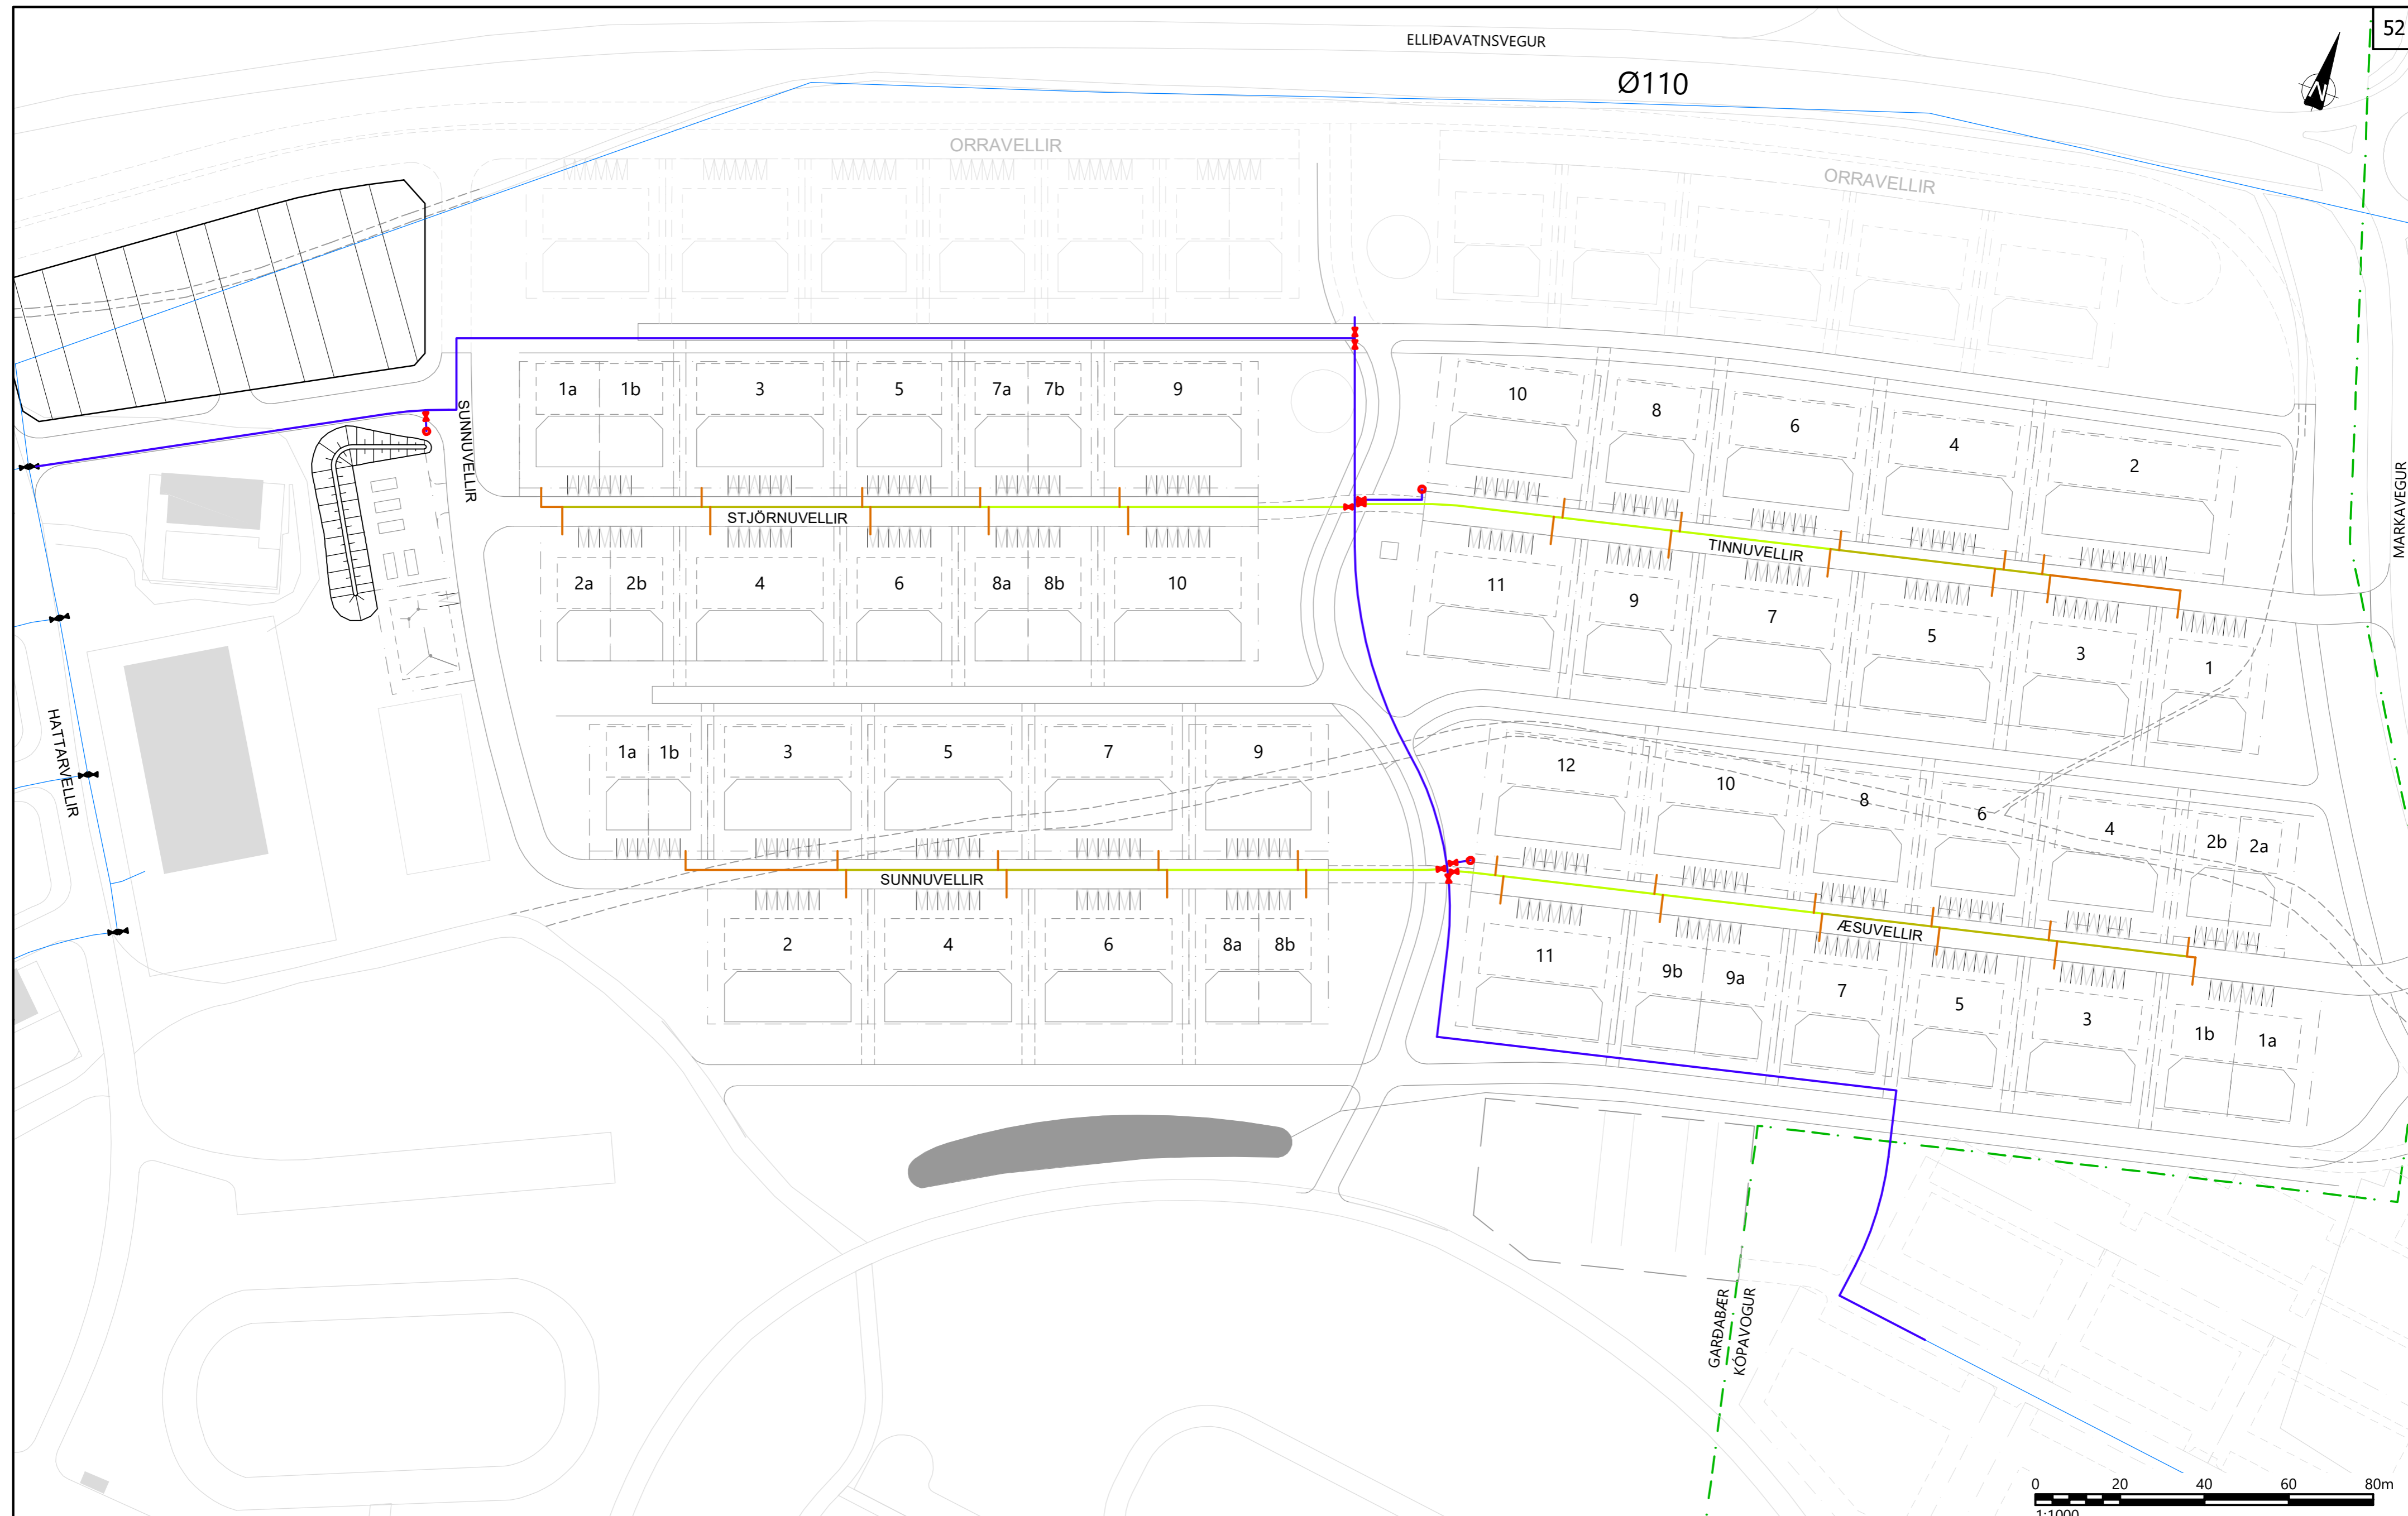 52
ELLIÐAVATNSVEGUR
Ø110
N
ORRAVELLIR
ORRAVELLIR
1a 1b 3 5 7a 7b 9
STJÖRNUVELLIR
2a 2b 4 6 8a 8b 10
SUNNUVELLIR
10 8 6 4 2
TINNUVELLIR
11 9 7 5 3 1
MARKAVEGUR
HATTARVELLIR
1a 1b 3 5 7 9
SUNNUVELLIR
2 4 6 8a 8b
12 10 8 6 4 2b 2a
ÆSUVELLIR
11 9b 9a 7 5 3 1b 1a
GARÐABÆR
KÓPAVOGUR
0 20 40 60 80m
1:1000